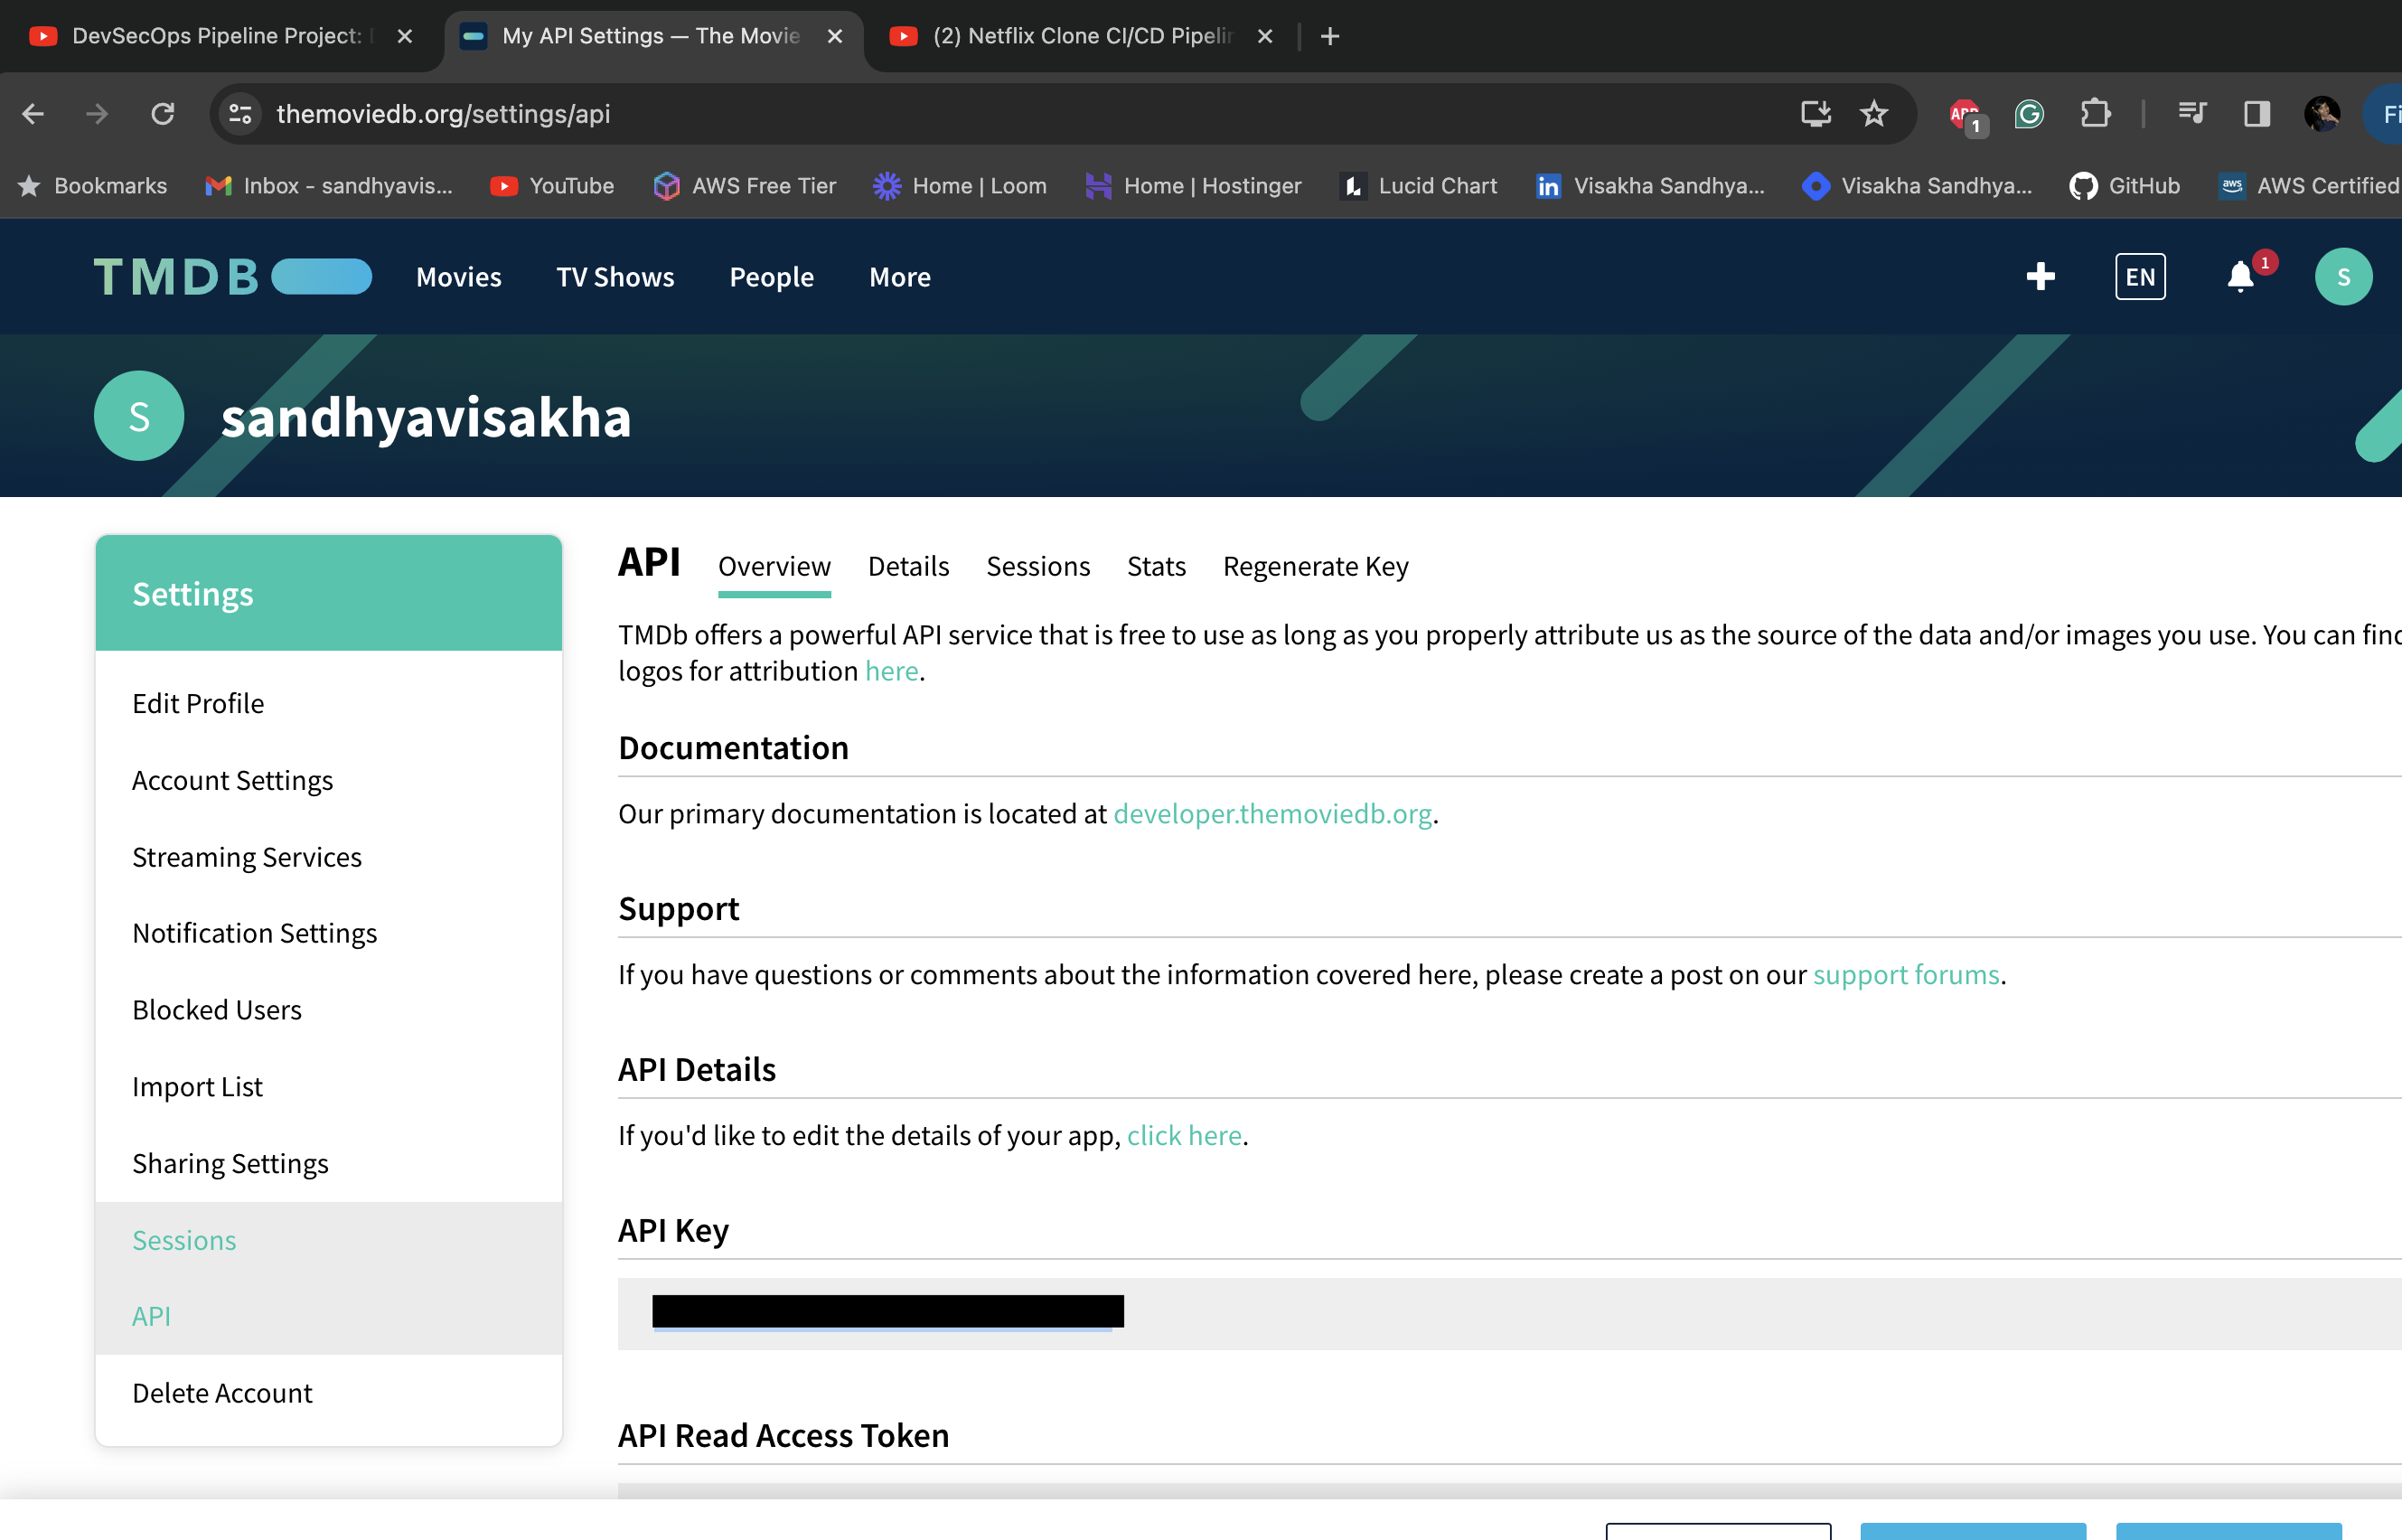 DevSecOps Pipeline Project:
My API Settings — The Movie
(2) Netflix Clone CI/CD Pipelin
themoviedb.org/settings/api
ABP
1
Bookmarks
Inbox - sandhyavis...
YouTube
AWS Free Tier
Home | Loom
Home | Hostinger
Lucid Chart
Visakha Sandhya...
Visakha Sandhya...
GitHub
AWS Certified
TMDB
Movies
TV Shows
People
More
EN
1
S
S
sandhyavisakha
Settings
Edit Profile
Account Settings
Streaming Services
Notification Settings
Blocked Users
Import List
Sharing Settings
Sessions
API
Delete Account
API
Overview
Details
Sessions
Stats
Regenerate Key
TMDb offers a powerful API service that is free to use as long as you properly attribute us as the source of the data and/or images you use. You can find
logos for attribution here.
Documentation
Our primary documentation is located at developer.themoviedb.org.
Support
If you have questions or comments about the information covered here, please create a post on our support forums.
API Details
If you'd like to edit the details of your app, click here.
API Key
API Read Access Token